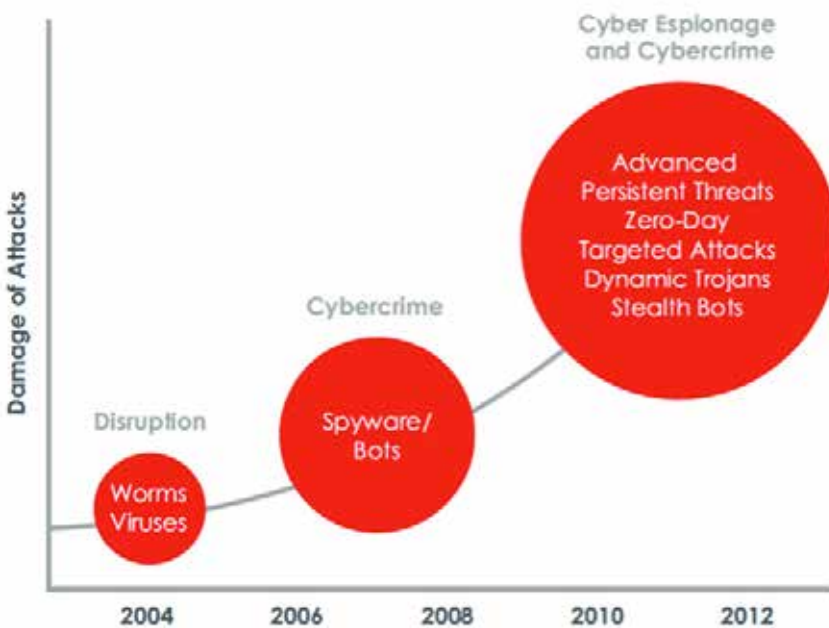 Cyber Espionage
and Cybercrime
Advanced
Persistent Threats
Zero-Day
Targeted Attacks
Dynamic Trojans
Stealth Bots
Cybercrime
Spyware/
Bots
Disruption
Worms
Viruses
Damage of Attacks
2004 2006 2008 2010 2012